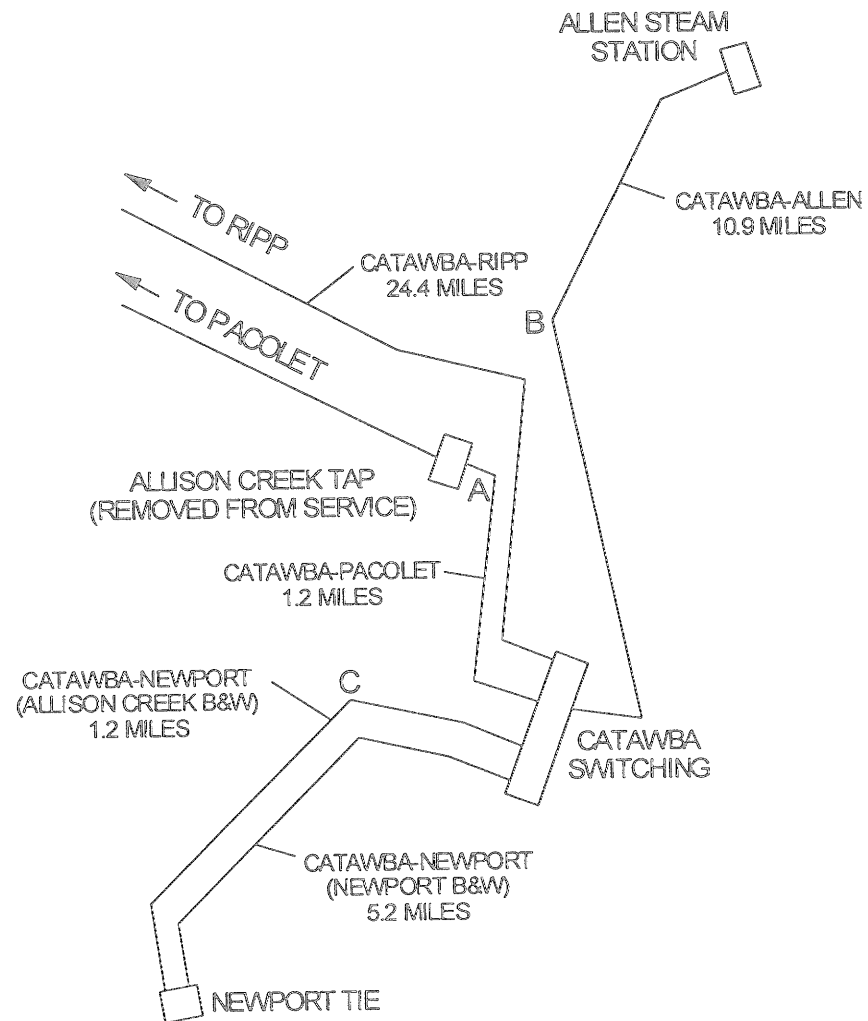 ALLEN STEAM
STATION
CATAWBA-ALLEN
10.9 MILES
TO RIPP
CATAWBA-RIPP
24.4 MILES
TO PACOLET
B
ALLISON CREEK TAP
(REMOVED FROM SERVICE)
A
CATAWBA-PACOLET
1.2 MILES
CATAWBA-NEWPORT
(ALLISON CREEK B&W)
1.2 MILES
C
CATAWBA
SWITCHING
CATAWBA-NEWPORT
(NEWPORT B&W)
5.2 MILES
NEWPORT TIE